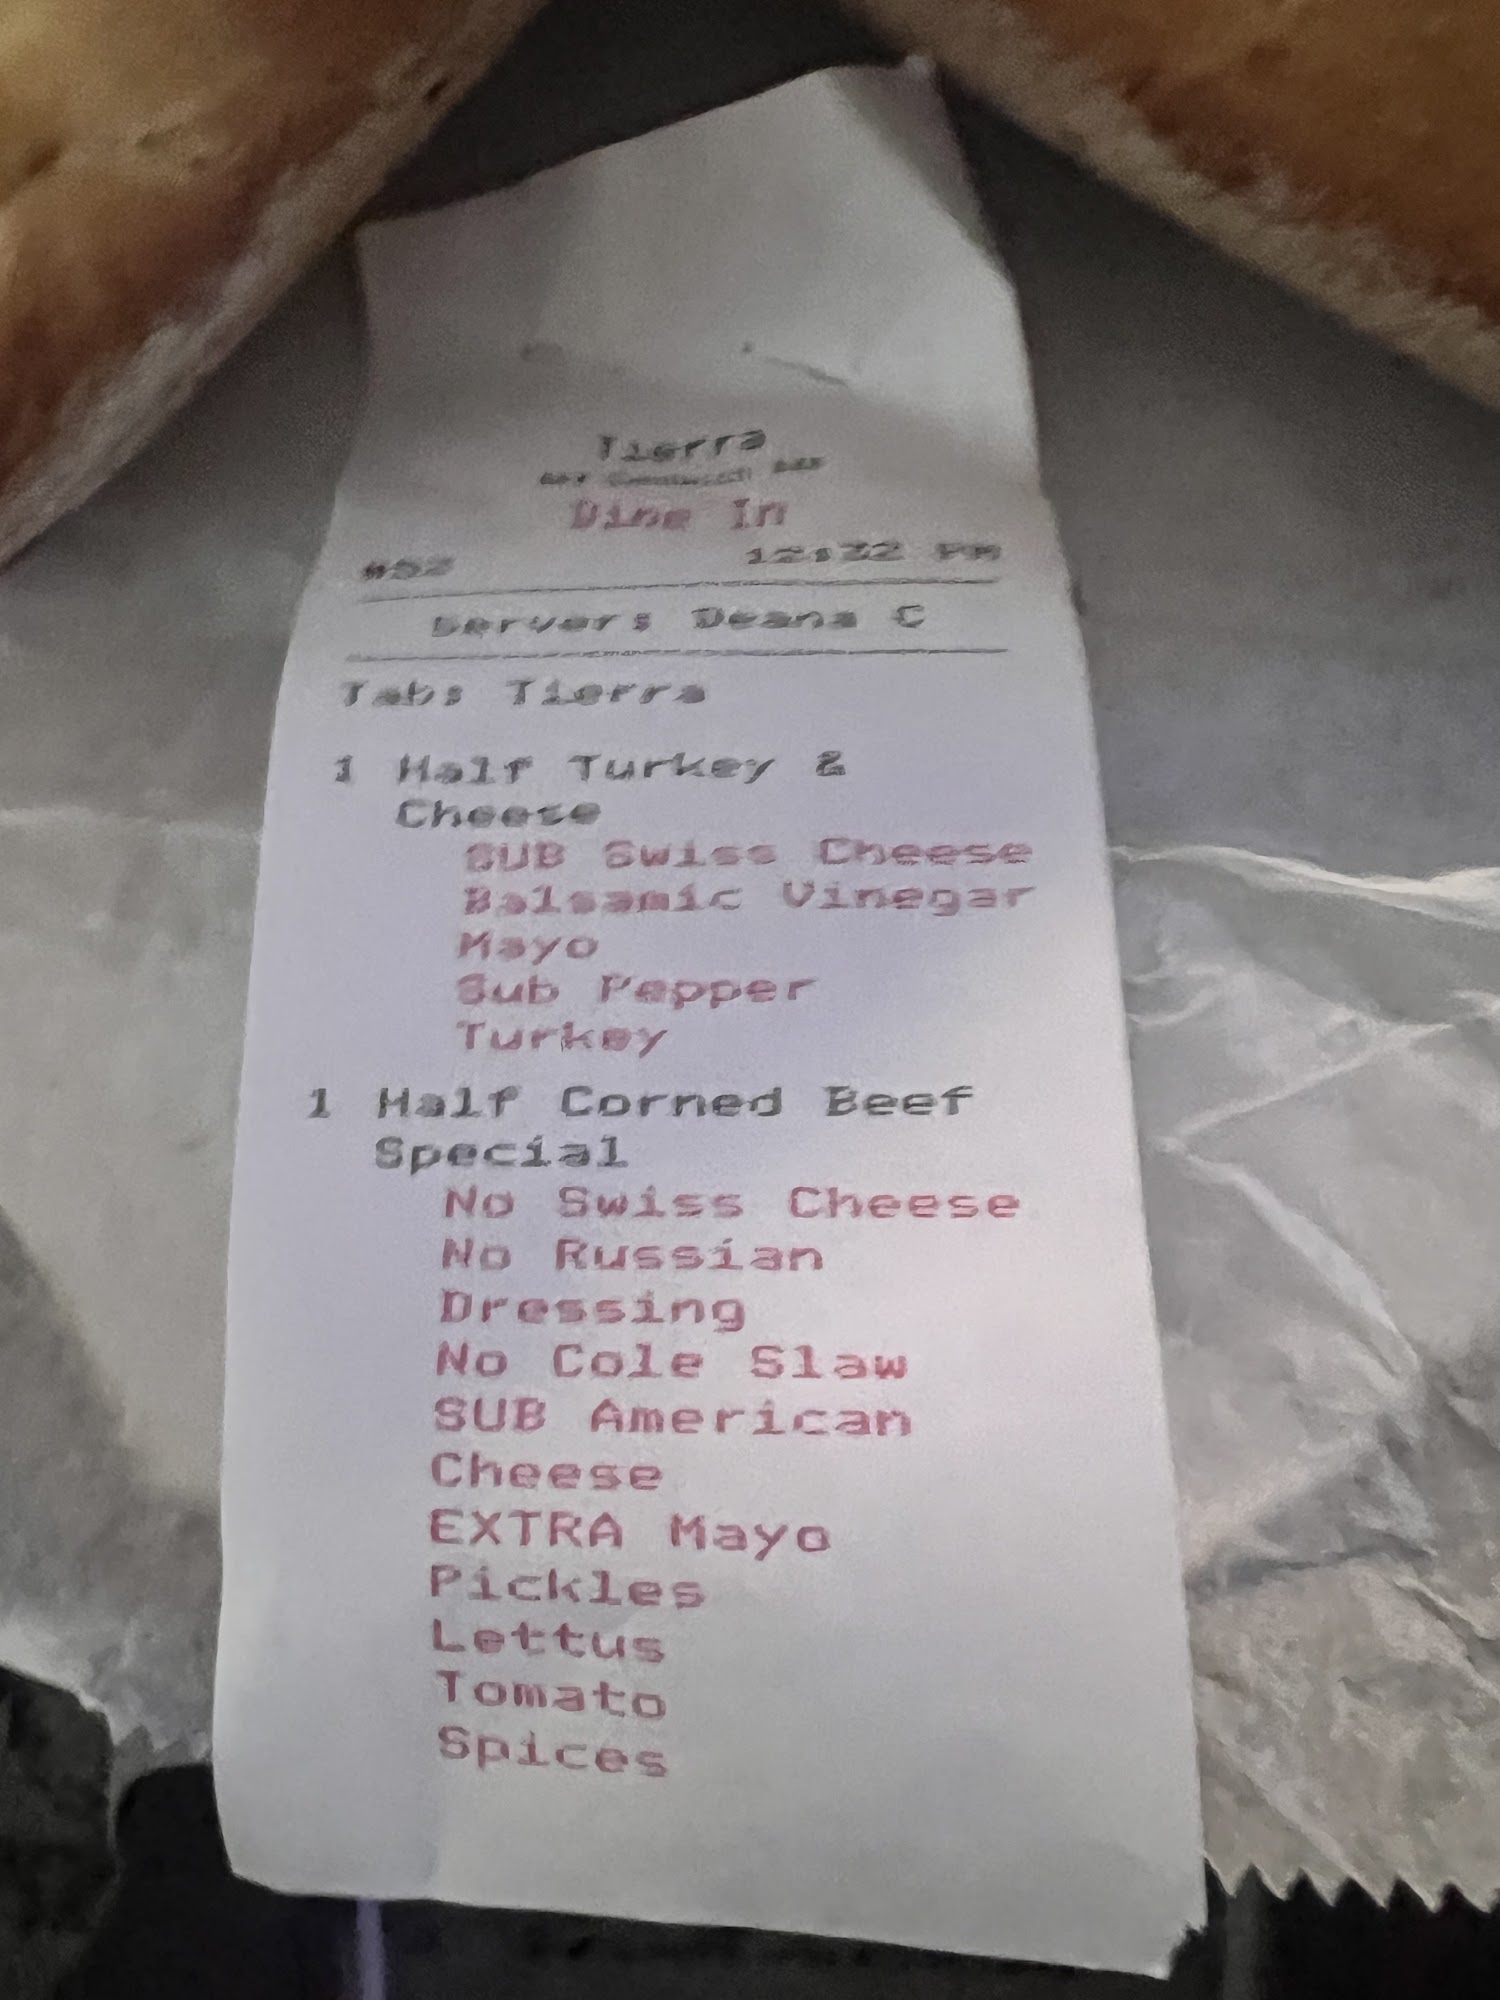 Tierra
*** Sandwich ***
Dine In
#52 12:32 PM
Server: Deana C
Tab: Tierra
1 Half Turkey &
Cheese
SUB Swiss Cheese
Balsamic Vinegar
Mayo
Sub Pepper
Turkey
1 Half Corned Beef
Special
No Swiss Cheese
No Russian
Dressing
No Cole Slaw
SUB American
Cheese
EXTRA Mayo
Pickles
Lettus
Tomato
Spices